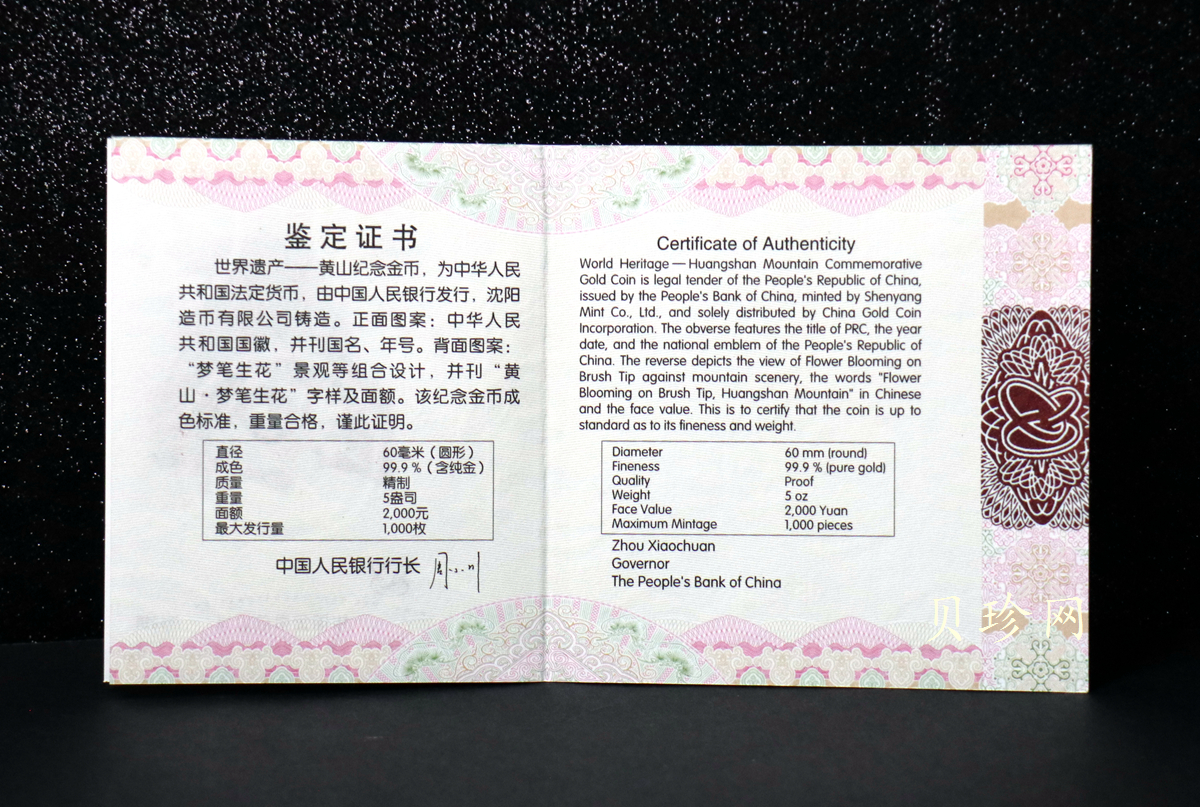 鉴定证书
世界遗产——黄山纪念金币，为中华人民
共和国法定货币，由中国人民银行发行，沈阳
造币有限公司铸造。正面图案：中华人民
共和国国徽，并刊国名、年号。背面图案：
“梦笔生花”景观等组合设计，并刊“黄
山·梦笔生花”字样及面额。该纪念金币成
色标准，重量合格，谨此证明。
直径 60毫米（圆形）
成色 99.9％（含纯金）
质量 精制
重量 5盎司
面额 2,000元
最大发行量 1,000枚
中国人民银行行长
Certificate of Authenticity
World Heritage — Huangshan Mountain Commemorative
Gold Coin is legal tender of the People's Republic of China,
issued by the People's Bank of China, minted by Shenyang
Mint Co., Ltd., and solely distributed by China Gold Coin
Incorporation. The obverse features the title of PRC, the year
date, and the national emblem of the People's Republic of
China. The reverse depicts the view of Flower Blooming on
Brush Tip against mountain scenery, the words "Flower
Blooming on Brush Tip, Huangshan Mountain" in Chinese
and the face value. This is to certify that the coin is up to
standard as to its fineness and weight.
Diameter 60 mm (round)
Fineness 99.9 % (pure gold)
Quality Proof
Weight 5 oz
Face Value 2,000 Yuan
Maximum Mintage 1,000 pieces
Zhou Xiaochuan
Governor
The People's Bank of China
贝珍网